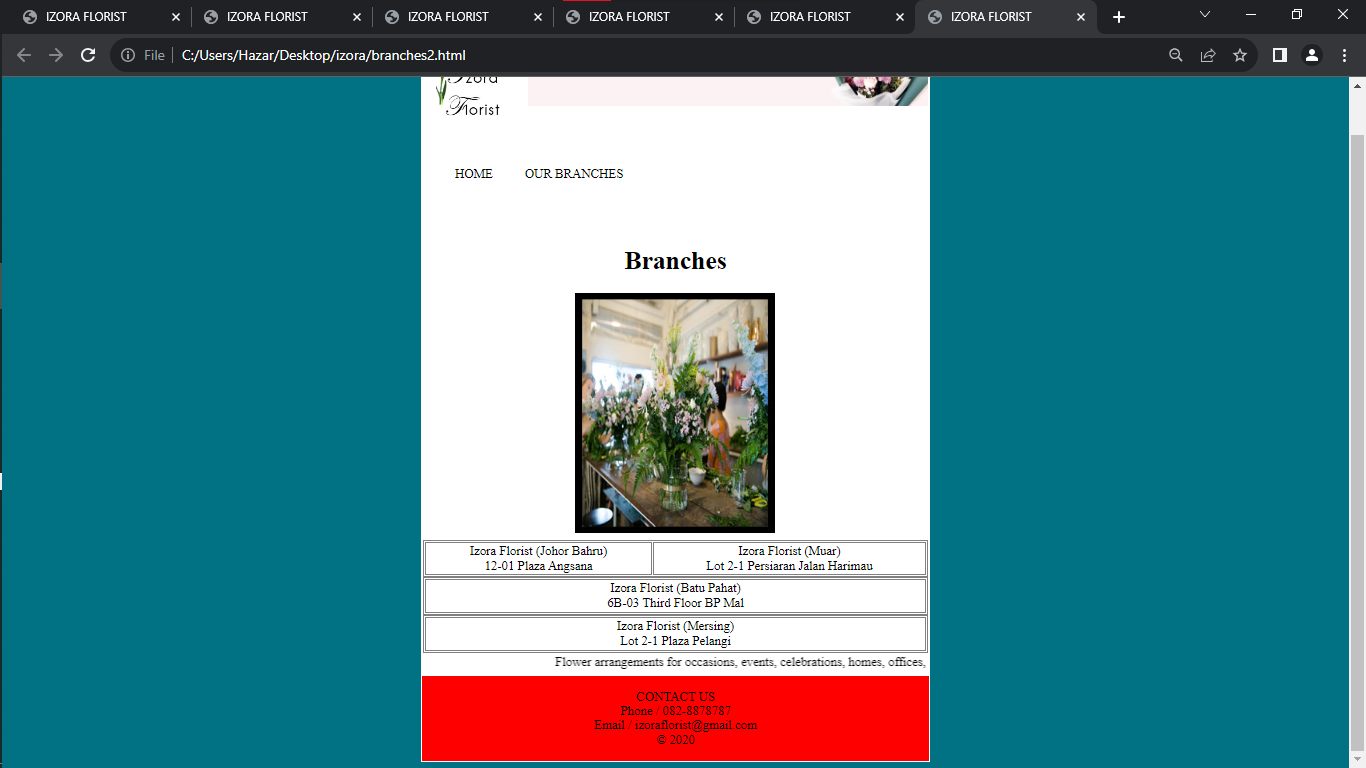 IZORA FLORIST
IZORA FLORIST
IZORA FLORIST
IZORA FLORIST
IZORA FLORIST
IZORA FLORIST
File
C:/Users/Hazar/Desktop/izora/branches2.html
Izora
Florist
HOME
OUR BRANCHES
Branches
Izora Florist (Johor Bahru)
12-01 Plaza Angsana
Izora Florist (Muar)
Lot 2-1 Persiaran Jalan Harimau
Izora Florist (Batu Pahat)
6B-03 Third Floor BP Mal
Izora Florist (Mersing)
Lot 2-1 Plaza Pelangi
Flower arrangements for occasions, events, celebrations, homes, offices,
CONTACT US
Phone / 082-8878787
Email / izoraflorist@gmail.com
© 2020